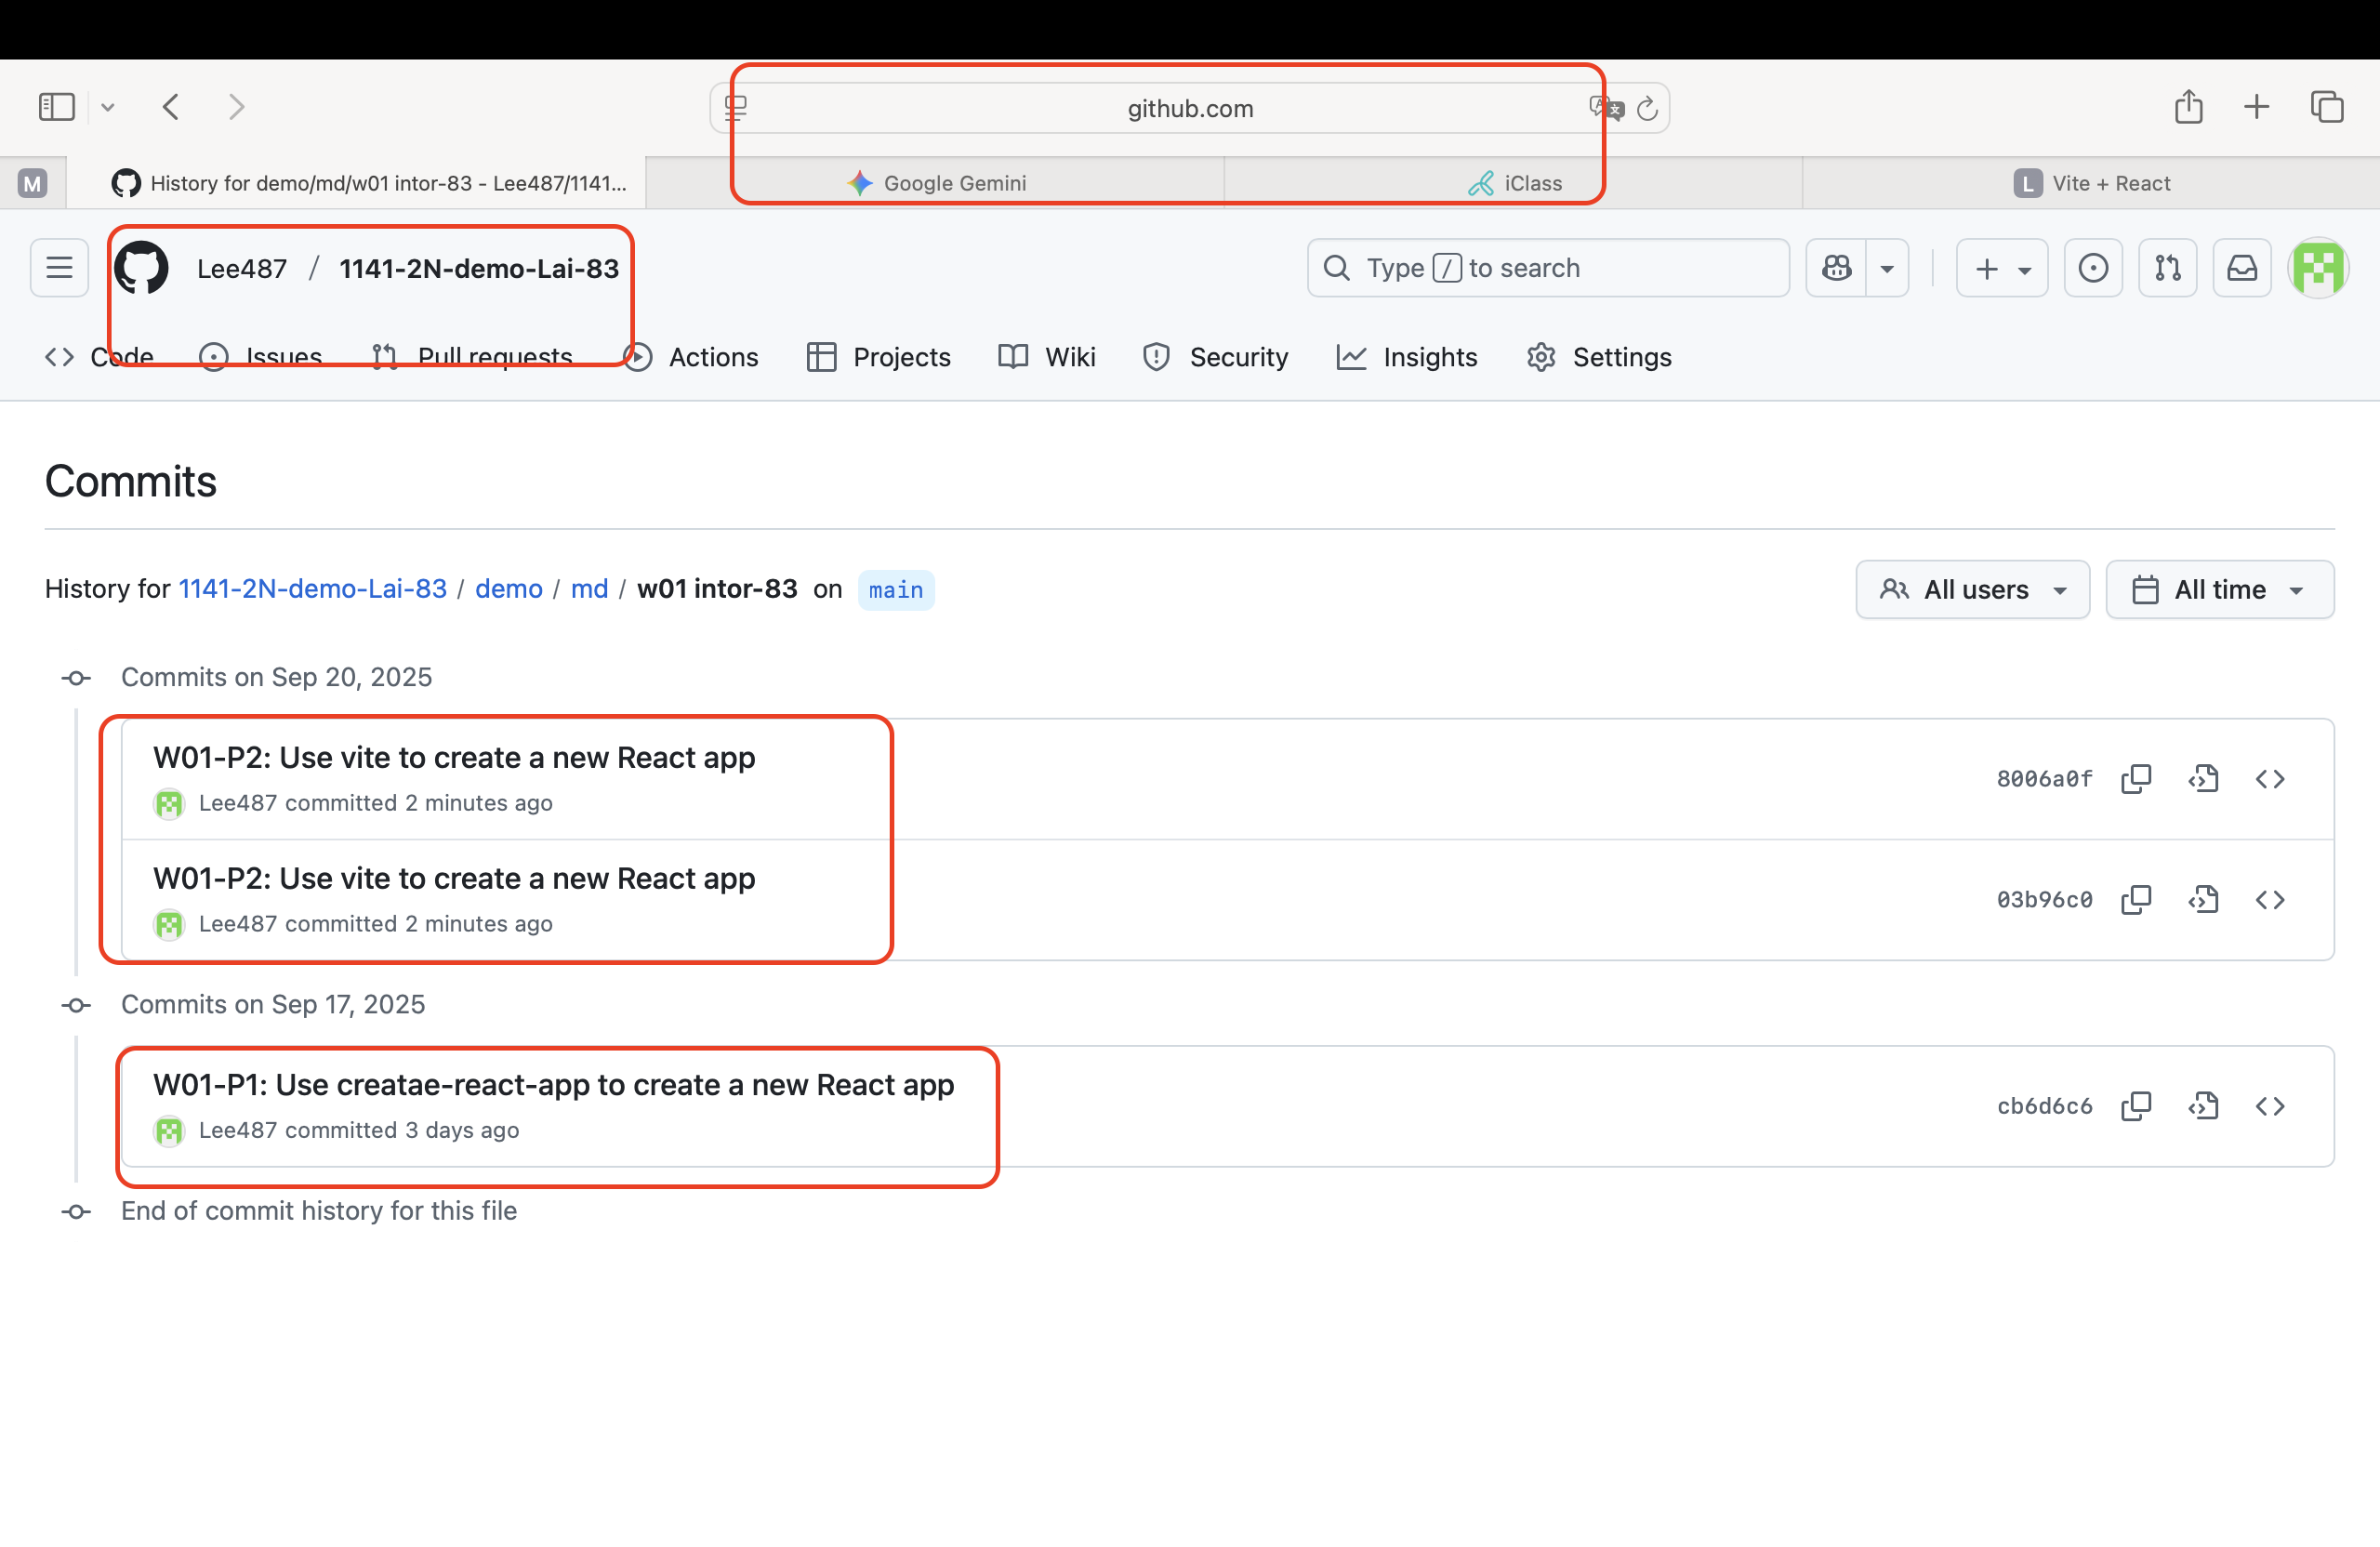 github.com
M
History for demo/md/w01 intor-83 - Lee487/1141...
Google Gemini
iClass
L Vite + React
Lee487 / 1141-2N-demo-Lai-83
Type / to search
Code Issues Pull requests Actions Projects Wiki Security Insights Settings
Commits
History for 1141-2N-demo-Lai-83 / demo / md / w01 intor-83 on main
All users All time
Commits on Sep 20, 2025
W01-P2: Use vite to create a new React app
Lee487 committed 2 minutes ago
8006a0f
W01-P2: Use vite to create a new React app
Lee487 committed 2 minutes ago
03b96c0
Commits on Sep 17, 2025
W01-P1: Use creatae-react-app to create a new React app
Lee487 committed 3 days ago
cb6d6c6
End of commit history for this file